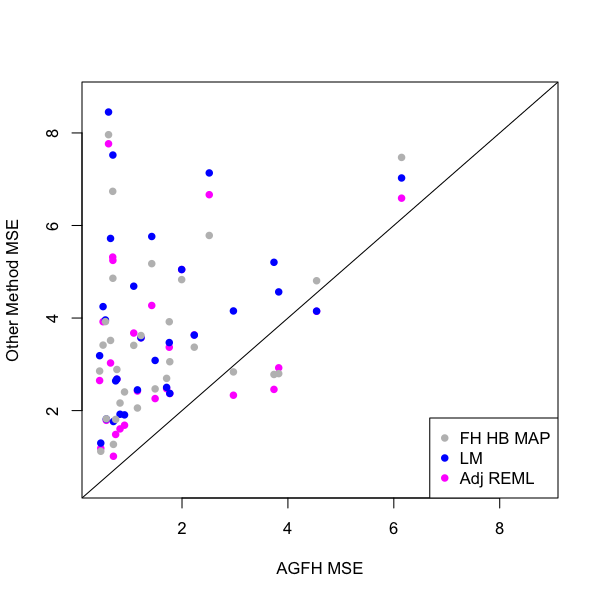 8
6
4
2
Other Method MSE
2 4 6 8
AGFH MSE
FH HB MAP
LM
Adj REML